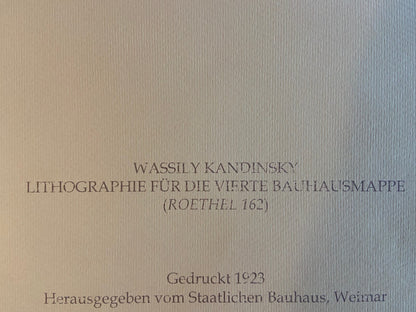 WASSILY KANDINSKY
LITHOGRAPHIE FÜR DIE VIERTE BAUHAUSMAPPE
(ROETHEL 162)
Gedruckt 1923
Herausgegeben vom Staatlichen Bauhaus, Weimar